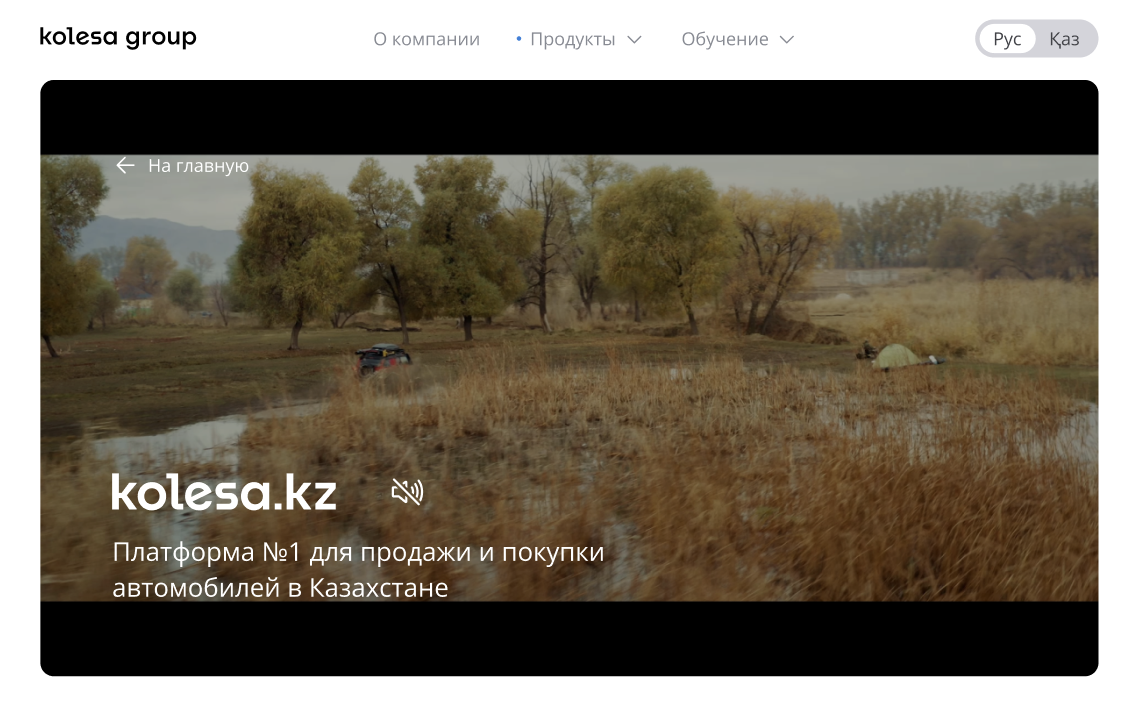 kolesa group
О компании
Продукты
Обучение
Рус
Қаз
На главную
kolesa.kz
Платформа №1 для продажи и покупки
автомобилей в Казахстане